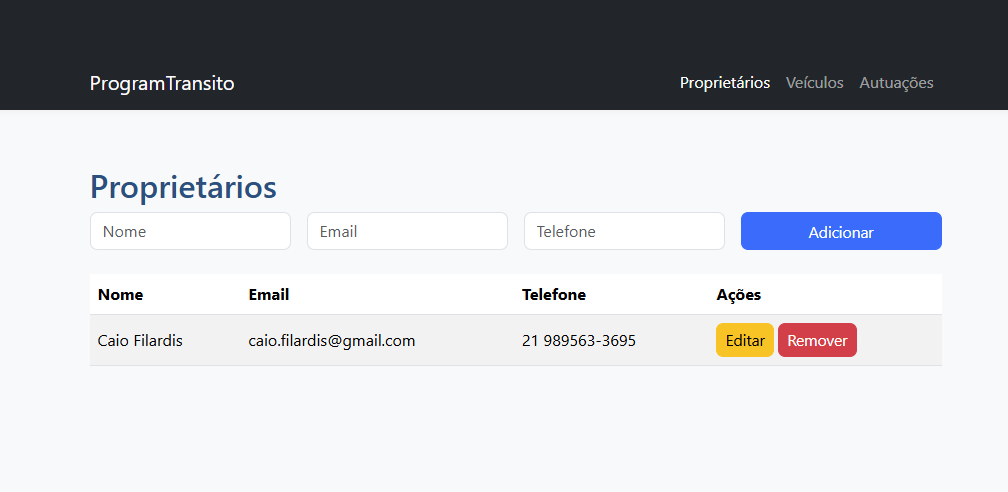 ProgramTransito Proprietários Veículos Autuações
Proprietários
Nome Email Telefone Adicionar
Nome Email Telefone Ações
Caio Filardis caio.filardis@gmail.com 21 989563-3695 Editar Remover